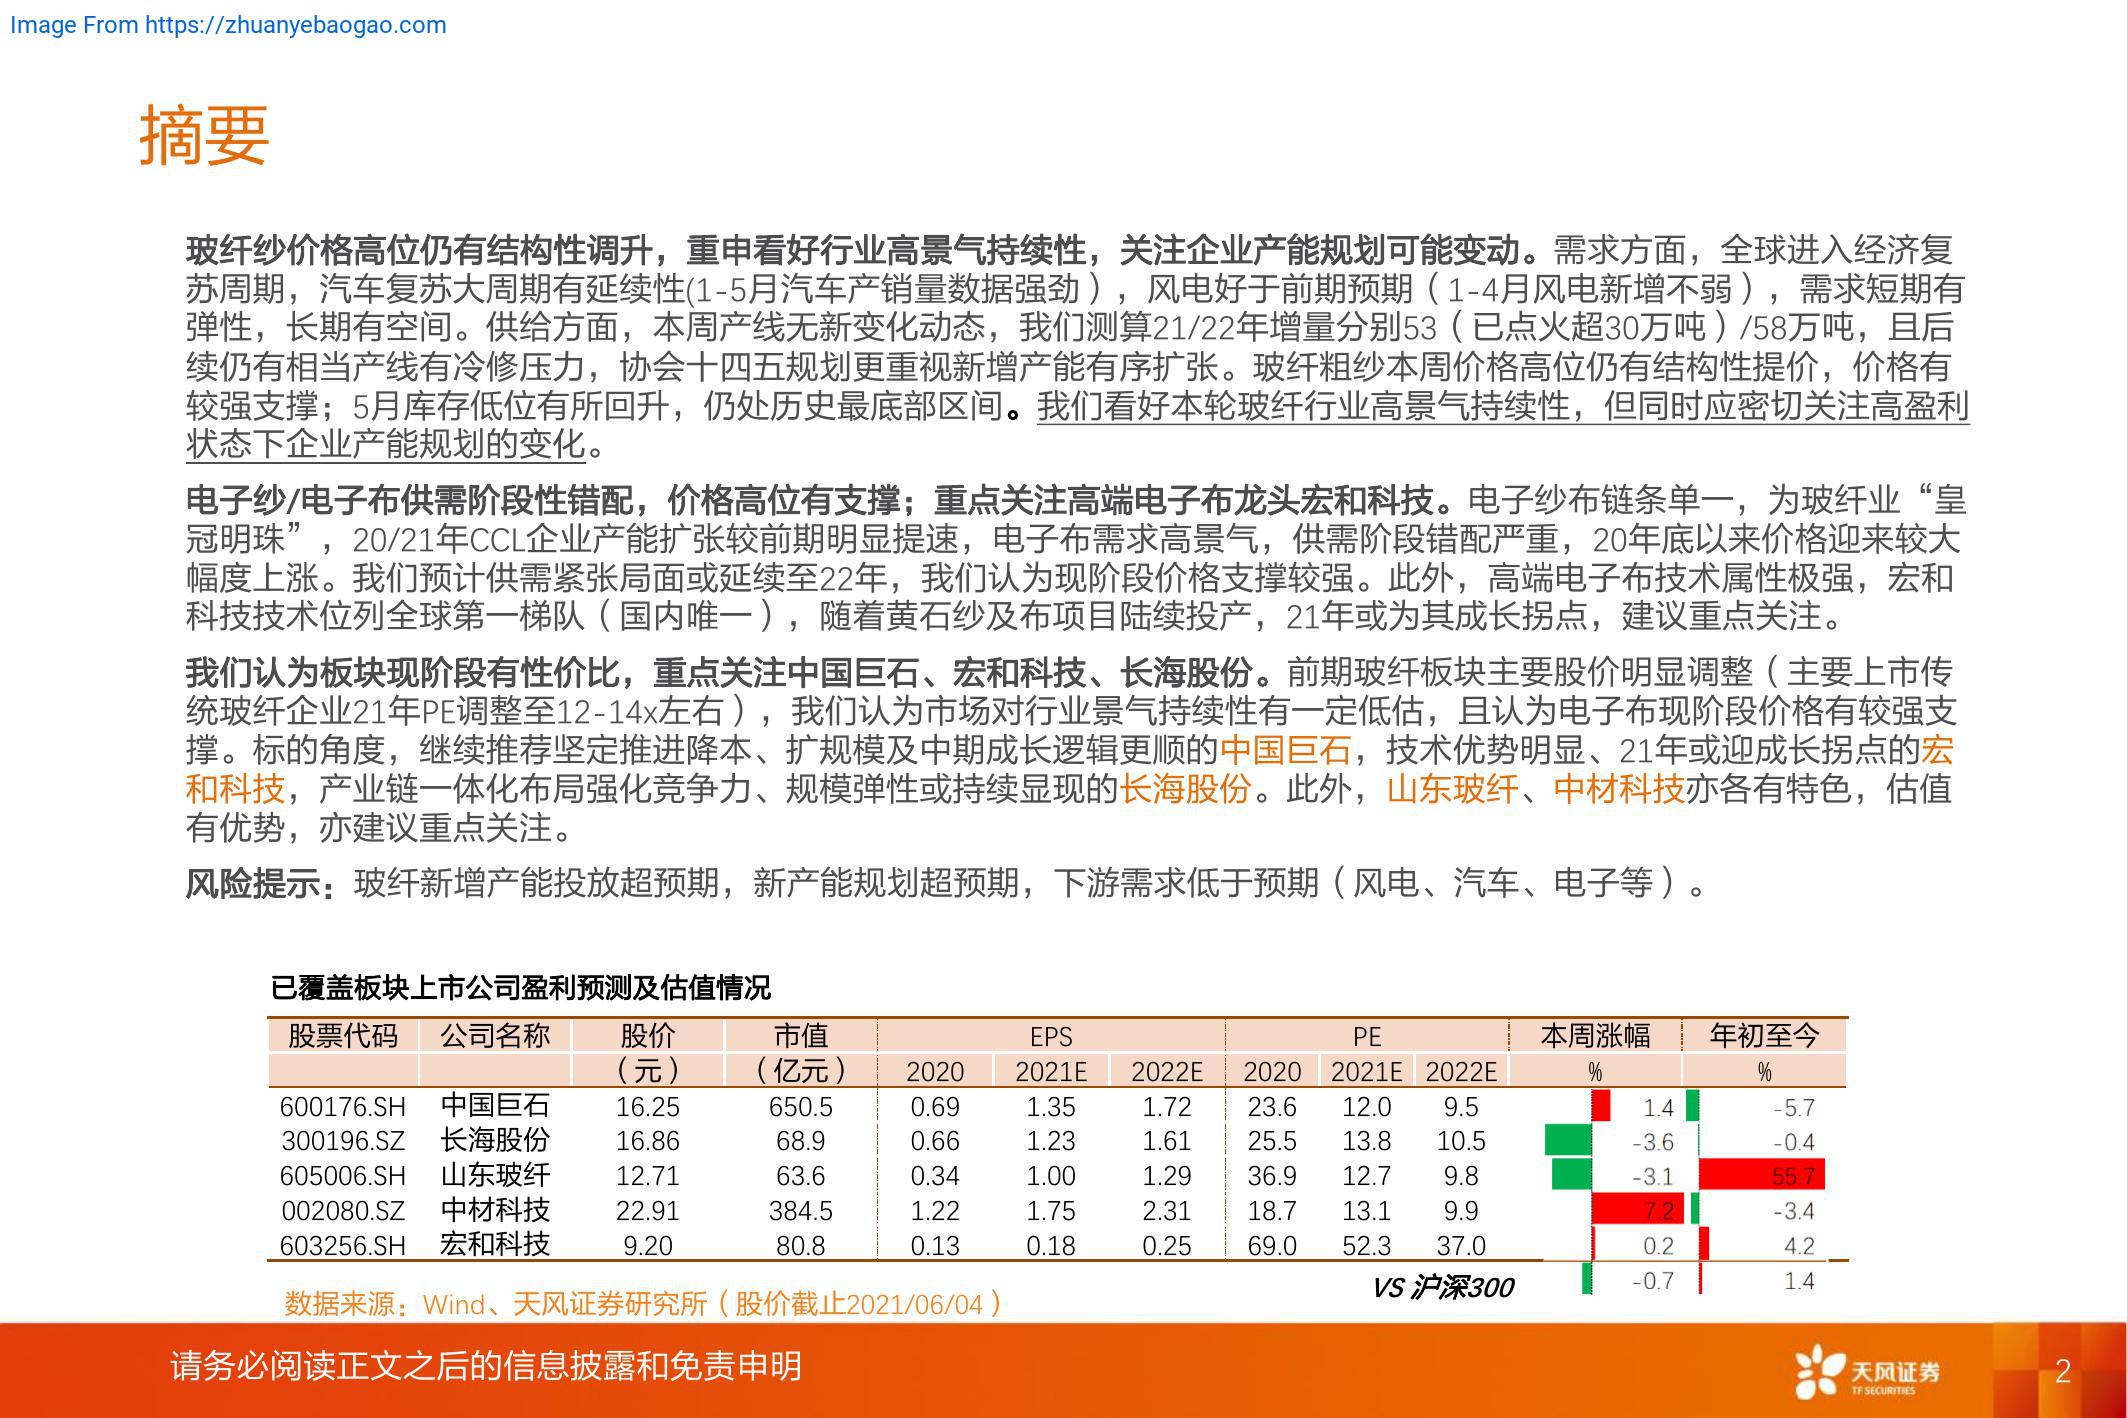 Image From https://zhuanyebaogao.com
摘要
玻纤纱价格高位仍有结构性调升，重申看好行业高景气持续性，关注企业产能规划可能变动。需求方面，全球进入经济复
苏周期，汽车复苏大周期有延续性(1-5月汽车产销量数据强劲），风电好于前期预期（1-4月风电新增不弱），需求短期有
弹性，长期有空间。供给方面，本周产线无新变化动态，我们测算21/22年增量分别53（已点火超30万吨）/58万吨，且后
续仍有相当产线有冷修压力，协会十四五规划更重视新增产能有序扩张。玻纤粗纱本周价格高位仍有结构性提价，价格有
较强支撑；5月库存低位有所回升，仍处历史最底部区间。我们看好本轮玻纤行业高景气持续性，但同时应密切关注高盈利
状态下企业产能规划的变化。
电子纱/电子布供需阶段性错配，价格高位有支撑；重点关注高端电子布龙头宏和科技。电子纱布链条单一，为玻纤业“皇
冠明珠”，20/21年CCL企业产能扩张较前期明显提速，电子布需求高景气，供需阶段错配严重，20年底以来价格迎来较大
幅度上涨。我们预计供需紧张局面或延续至22年，我们认为现阶段价格支撑较强。此外，高端电子布技术属性极强，宏和
科技技术位列全球第一梯队（国内唯一），随着黄石纱及布项目陆续投产，21年或为其成长拐点，建议重点关注。
我们认为板块现阶段有性价比，重点关注中国巨石、宏和科技、长海股份。前期玻纤板块主要股价明显调整（主要上市传
统玻纤企业21年PE调整至12-14x左右），我们认为市场对行业景气持续性有一定低估，且认为电子布现阶段价格有较强支
撑。标的角度，继续推荐坚定推进降本、扩规模及中期成长逻辑更顺的中国巨石，技术优势明显、21年或迎成长拐点的宏
和科技，产业链一体化布局强化竞争力、规模弹性或持续显现的长海股份。此外，山东玻纤、中材科技亦各有特色，估值
有优势，亦建议重点关注。
风险提示：玻纤新增产能投放超预期，新产能规划超预期，下游需求低于预期（风电、汽车、电子等）。
已覆盖板块上市公司盈利预测及估值情况
股票代码 公司名称 股价 市值 EPS PE 本周涨幅 年初至今
（元） （亿元） 2020 2021E 2022E 2020 2021E 2022E % %
600176.SH 中国巨石 16.25 650.5 0.69 1.35 1.72 23.6 12.0 9.5 1.4 -5.7
300196.SZ 长海股份 16.86 68.9 0.66 1.23 1.61 25.5 13.8 10.5 -3.6 -0.4
605006.SH 山东玻纤 12.71 63.6 0.34 1.00 1.29 36.9 12.7 9.8 -3.1 55.7
002080.SZ 中材科技 22.91 384.5 1.22 1.75 2.31 18.7 13.1 9.9 7.2 -3.4
603256.SH 宏和科技 9.20 80.8 0.13 0.18 0.25 69.0 52.3 37.0 0.2 4.2
VS 沪深300 -0.7 1.4
数据来源：Wind、天风证券研究所（股价截止2021/06/04）
请务必阅读正文之后的信息披露和免责申明
天风证券
TF SECURITIES
2